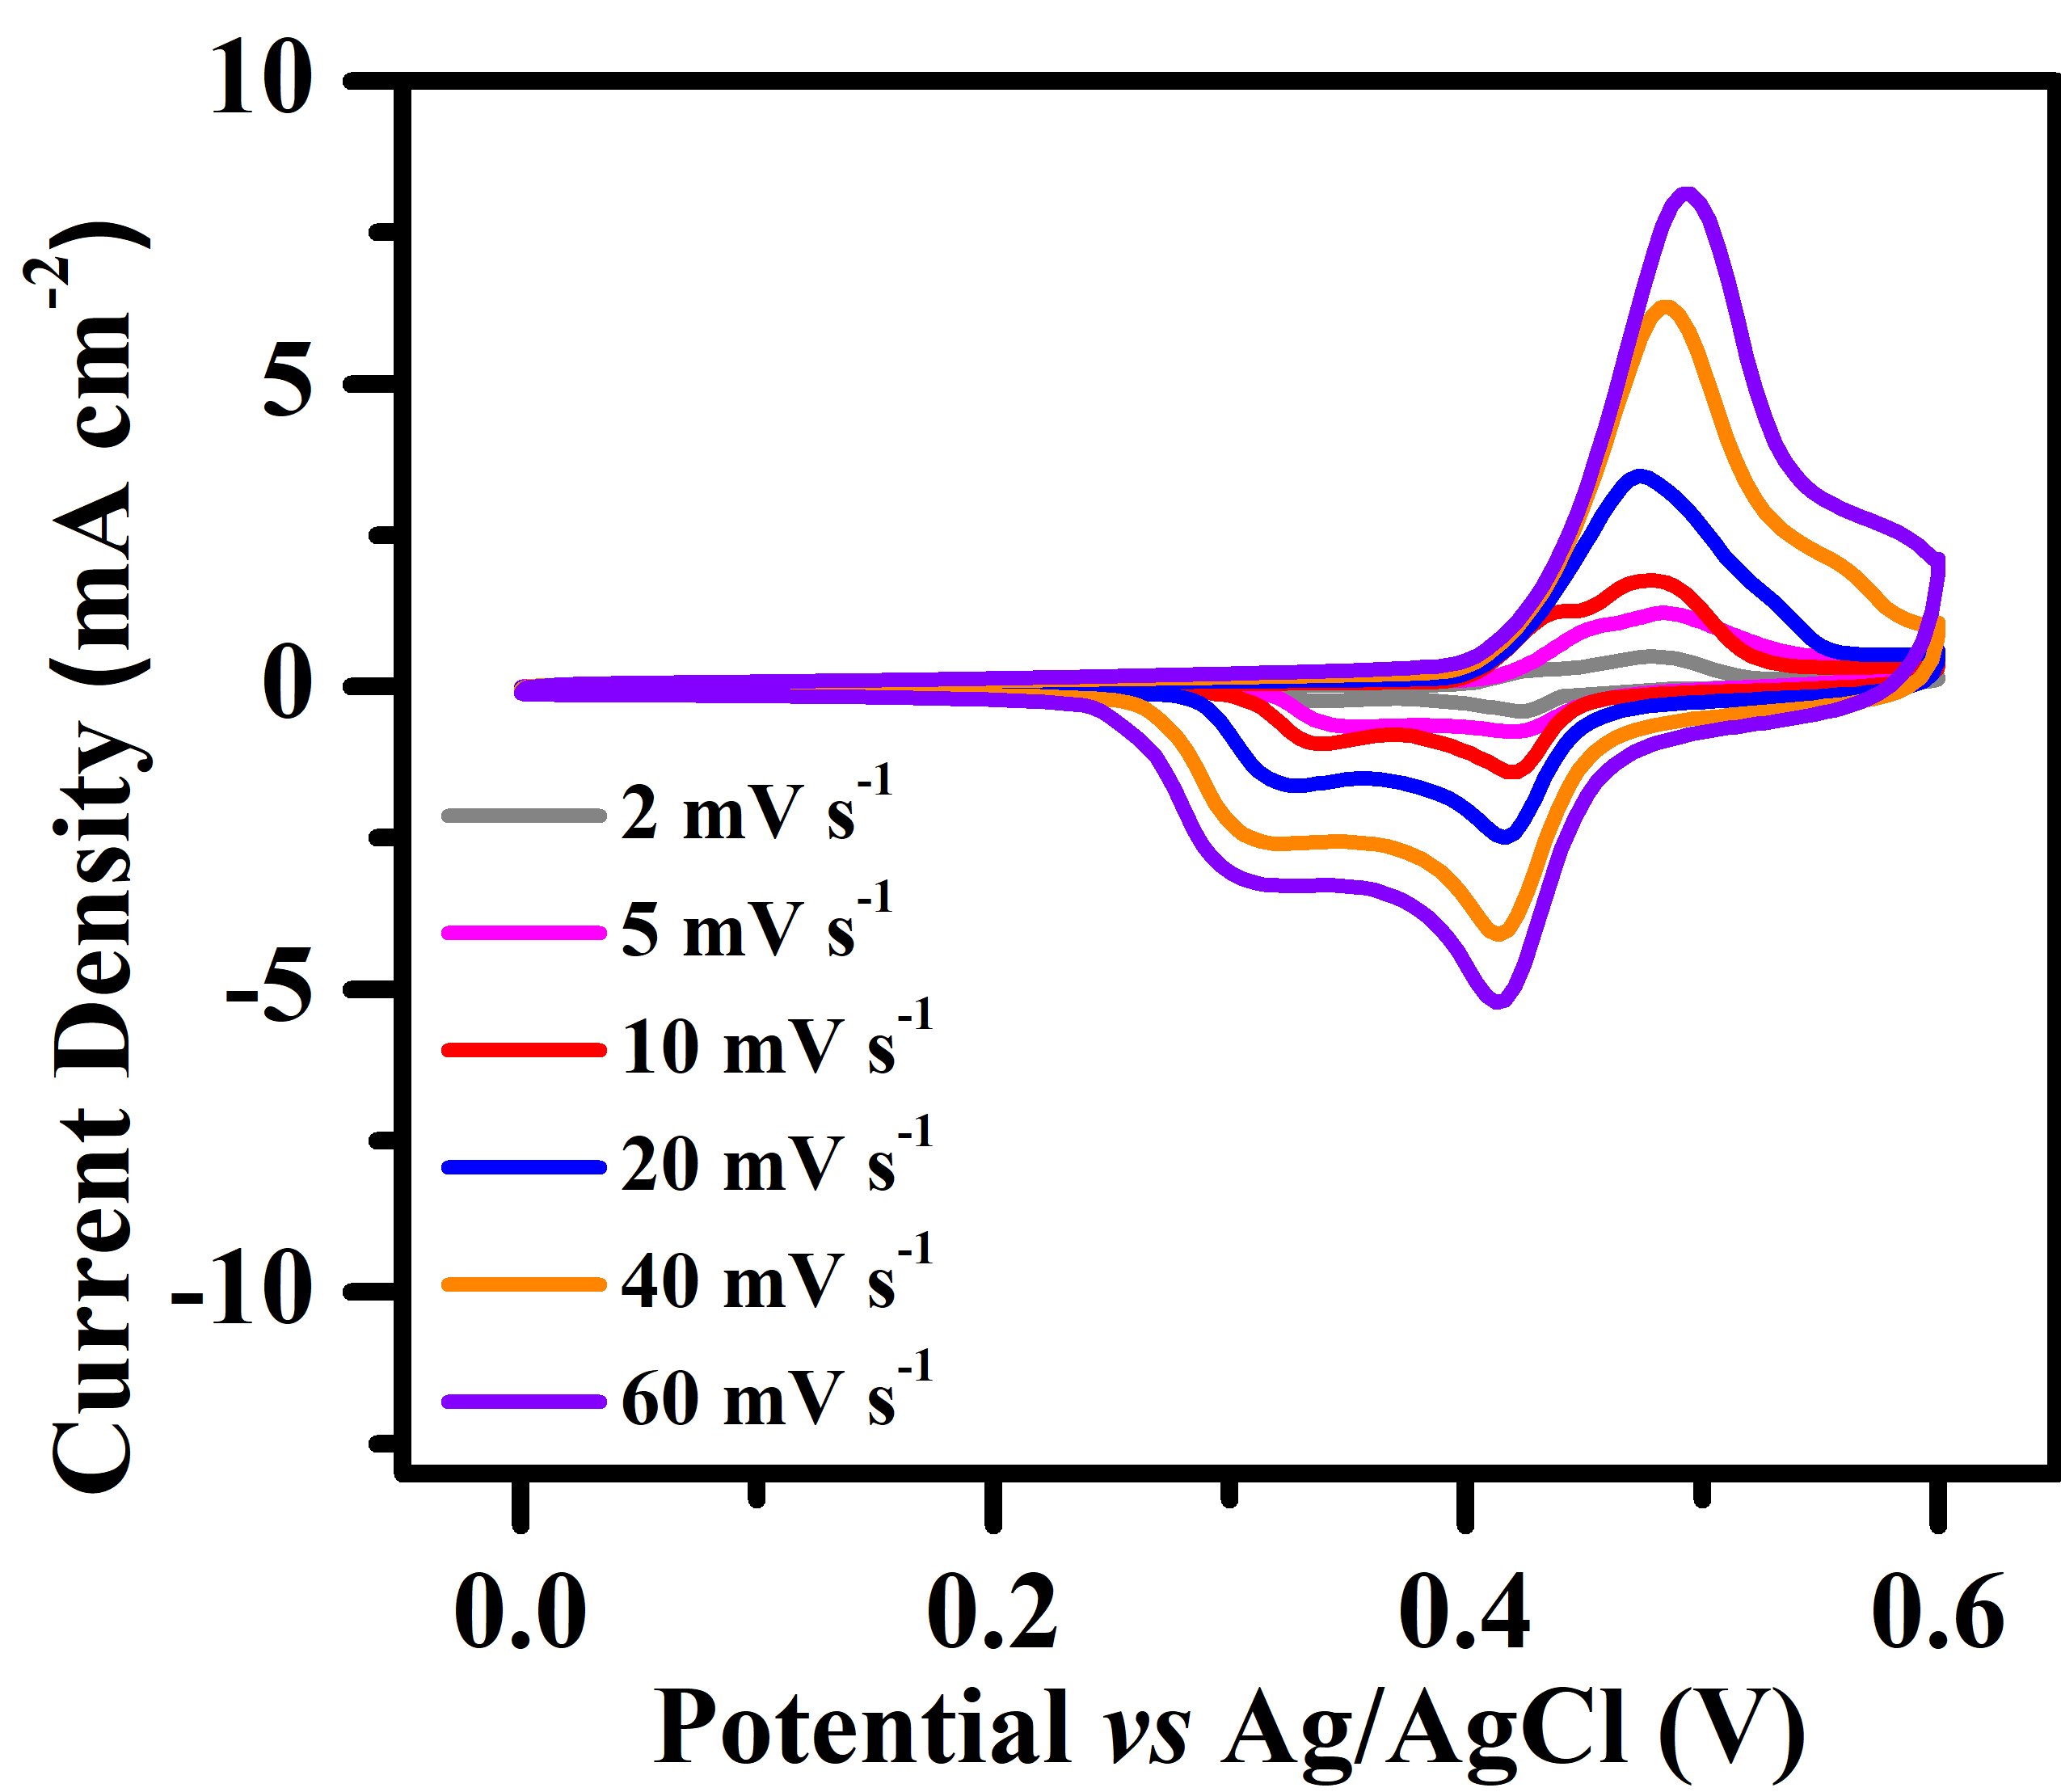 Current Density (mA cm-2)
10
5
0
-5
-10
2 mV s-1
5 mV s-1
10 mV s-1
20 mV s-1
40 mV s-1
60 mV s-1
0.0 0.2 0.4 0.6
Potential vs Ag/AgCl (V)